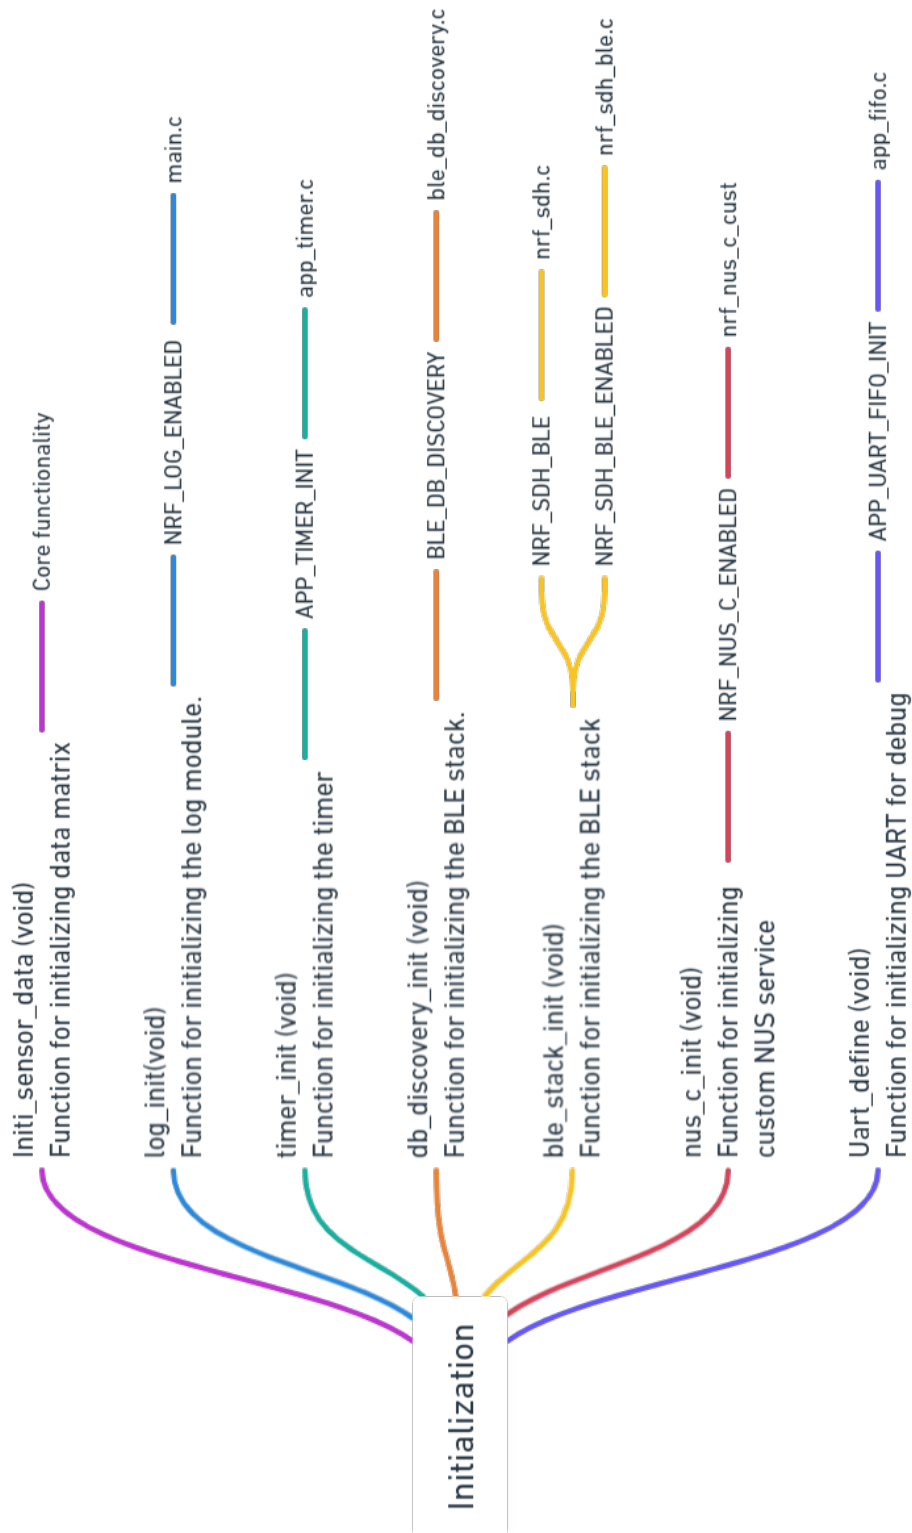 Initialization
Initi_sensor_data (void)
Function for initializing data matrix
Core functionality
log_init(void)
Function for initializing the log module.
NRF_LOG_ENABLED
main.c
timer_init (void)
Function for initializing the timer
APP_TIMER_INIT
app_timer.c
db_discovery_init (void)
Function for initializing the BLE stack.
BLE_DB_DISCOVERY
ble_db_discovery.c
ble_stack_init (void)
Function for initializing the BLE stack
NRF_SDH_BLE
nrf_sdh.c
NRF_SDH_BLE_ENABLED
nrf_sdh_ble.c
nus_c_init (void)
Function for initializing
custom NUS service
NRF_NUS_C_ENABLED
nrf_nus_c_cust
Uart_define (void)
Function for initializing UART for debug
APP_UART_FIFO_INIT
app_fifo.c